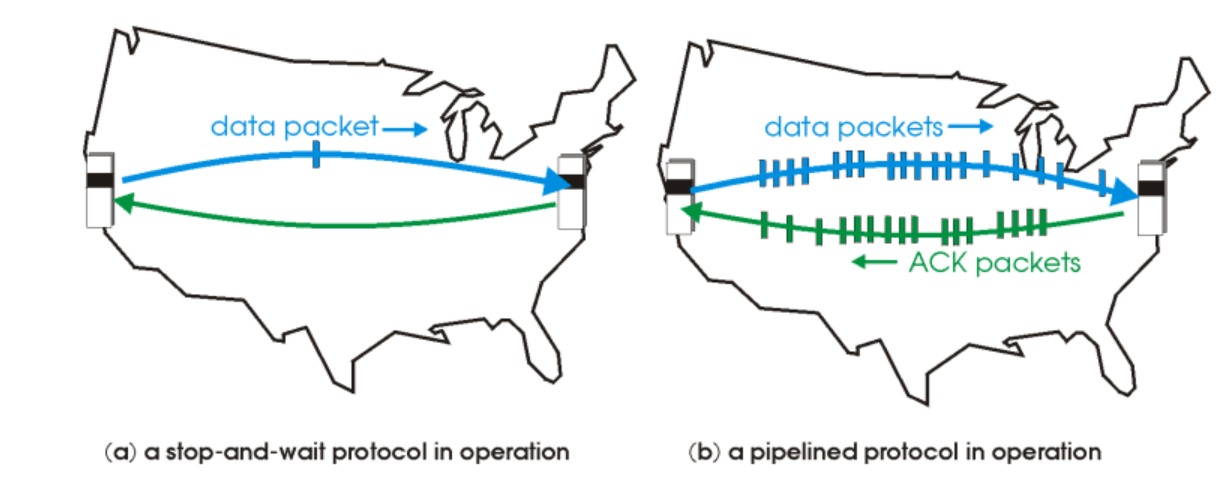 data packet
data packets
ACK packets
(a) a stop-and-wait protocol in operation
(b) a pipelined protocol in operation